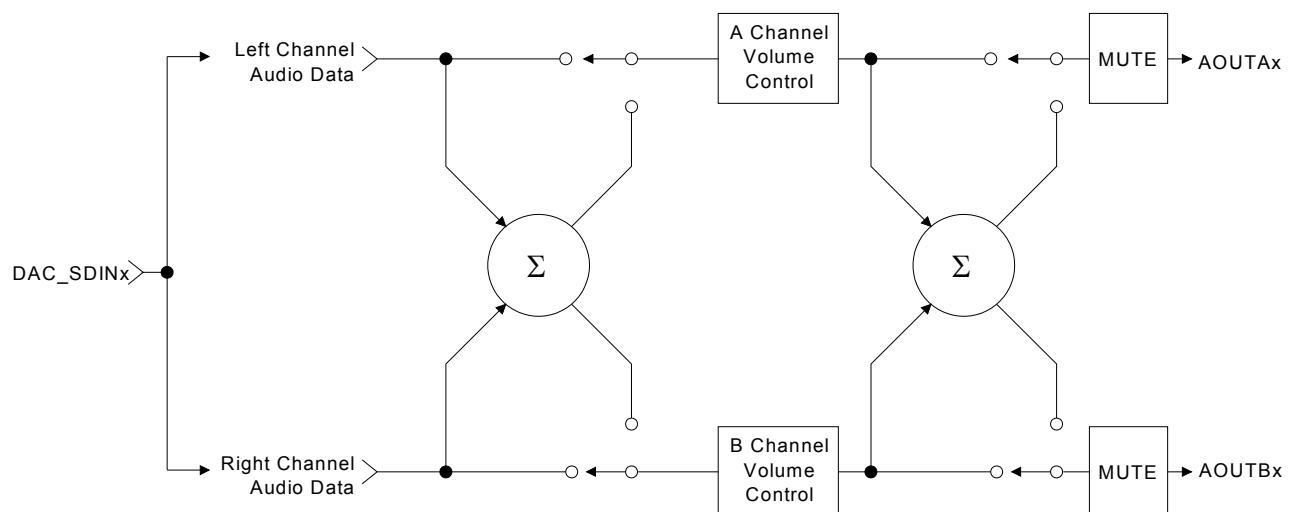 Left Channel
Audio Data
A Channel
Volume
Control
MUTE
AOUTAx
Σ
Σ
DAC_SDINx
Right Channel
Audio Data
B Channel
Volume
Control
MUTE
AOUTBx